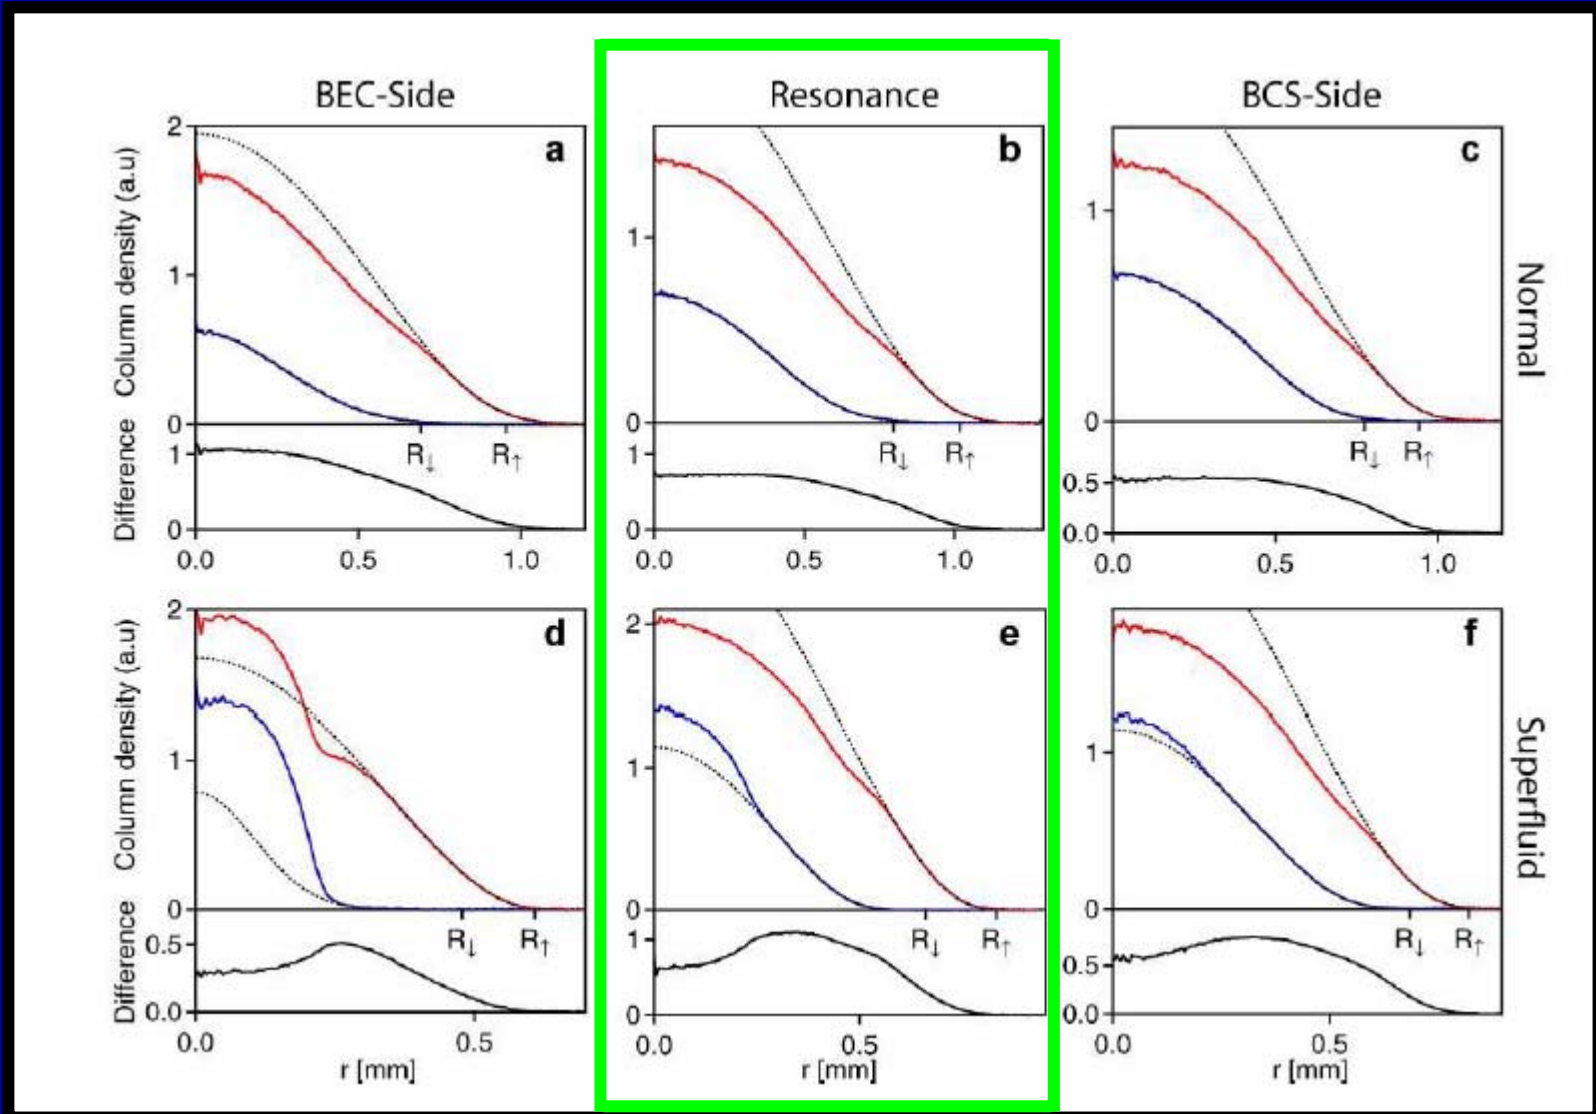 BEC-Side
Resonance
BCS-Side
Column density (a.u)
2
1
0
a
1
0
b
1
0
c
Normal
Difference
1
0
R↓
R↑
1
0
R↓
R↑
0.5
0.0
R↓
R↑
0.0
0.5
1.0
0.0
0.5
1.0
0.0
0.5
1.0
Column density (a.u)
2
1
0
d
2
1
0
e
1
0
f
Superfluid
Difference
0.5
0.0
R↓
R↑
1
0
R↓
R↑
0.5
0.0
R↓
R↑
0.0
0.5
0.0
0.5
0.0
0.5
r [mm]
r [mm]
r [mm]